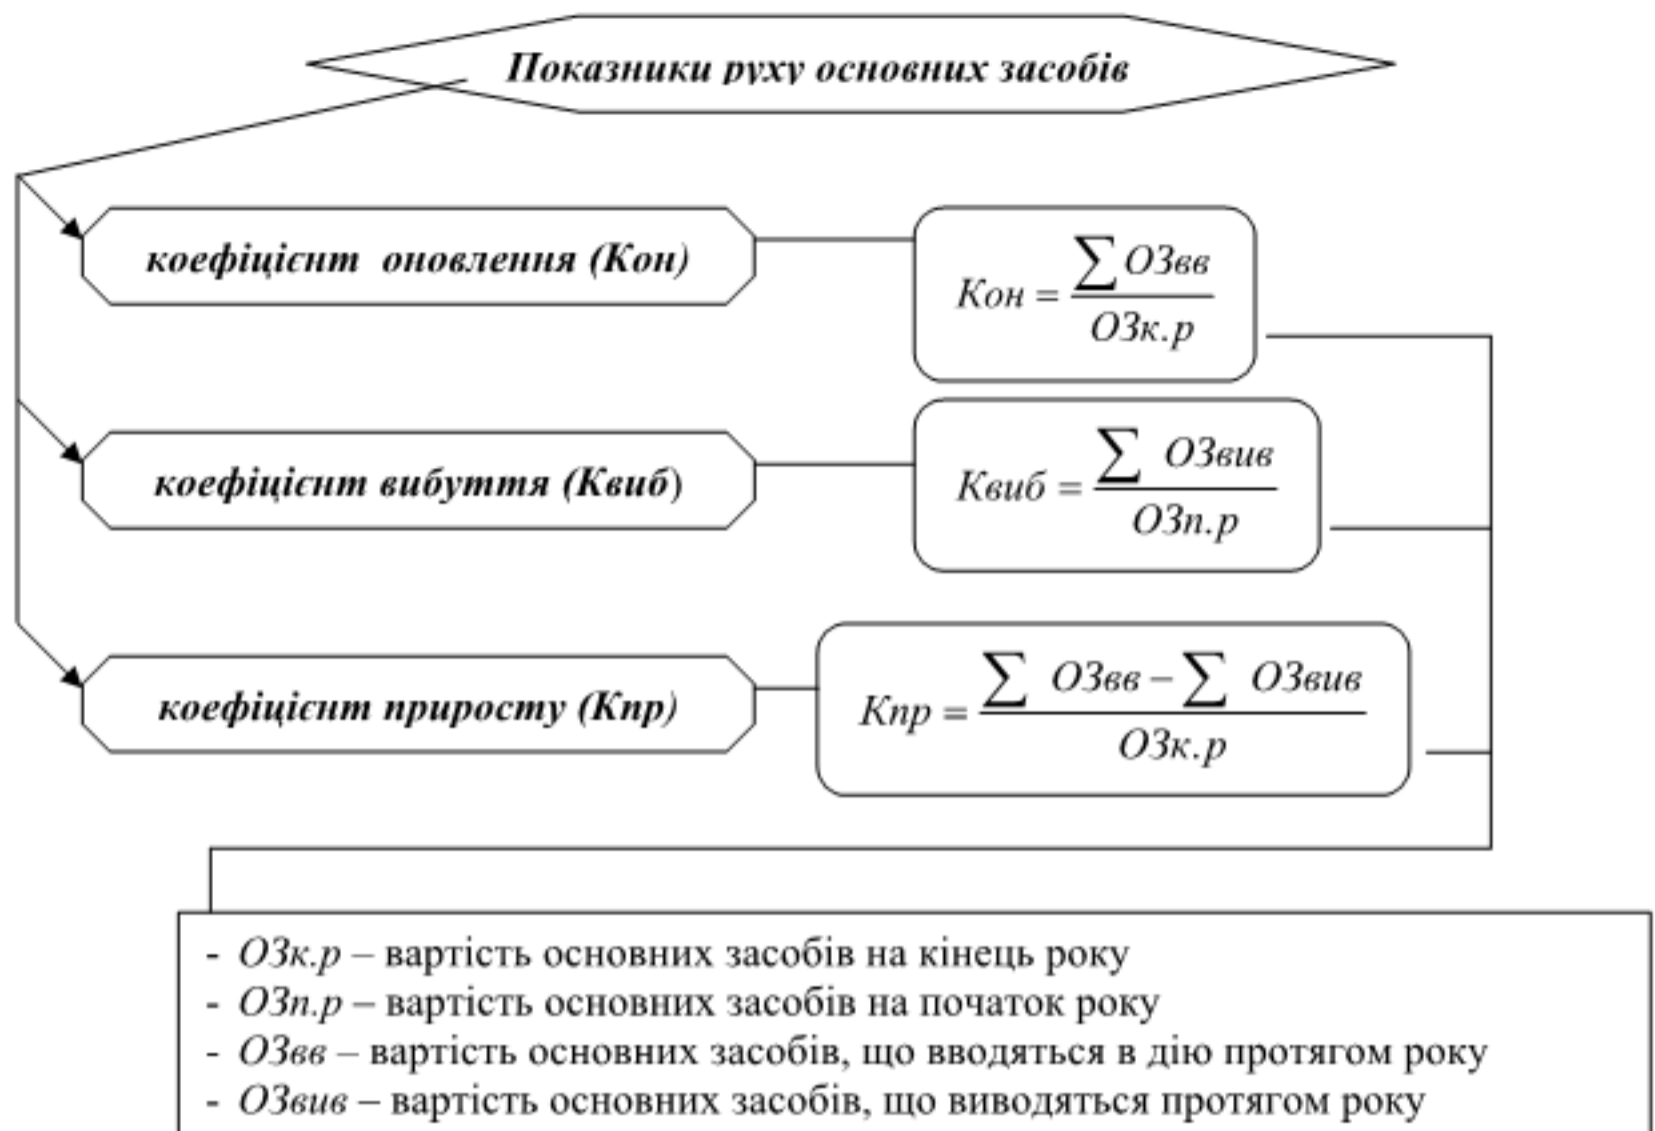 Показники руху основних засобів
коефіцієнт оновлення (Кон)
Кон = ∑ ОЗвв / ОЗк.р
коефіцієнт вибуття (Квиб)
Квиб = ∑ ОЗвив / ОЗп.р
коефіцієнт приросту (Кпр)
Кпр = ∑ ОЗвв – ∑ ОЗвив / ОЗк.р
- ОЗк.р – вартість основних засобів на кінець року
- ОЗп.р – вартість основних засобів на початок року
- ОЗвв – вартість основних засобів, що вводяться в дію протягом року
- ОЗвив – вартість основних засобів, що виводяться протягом року